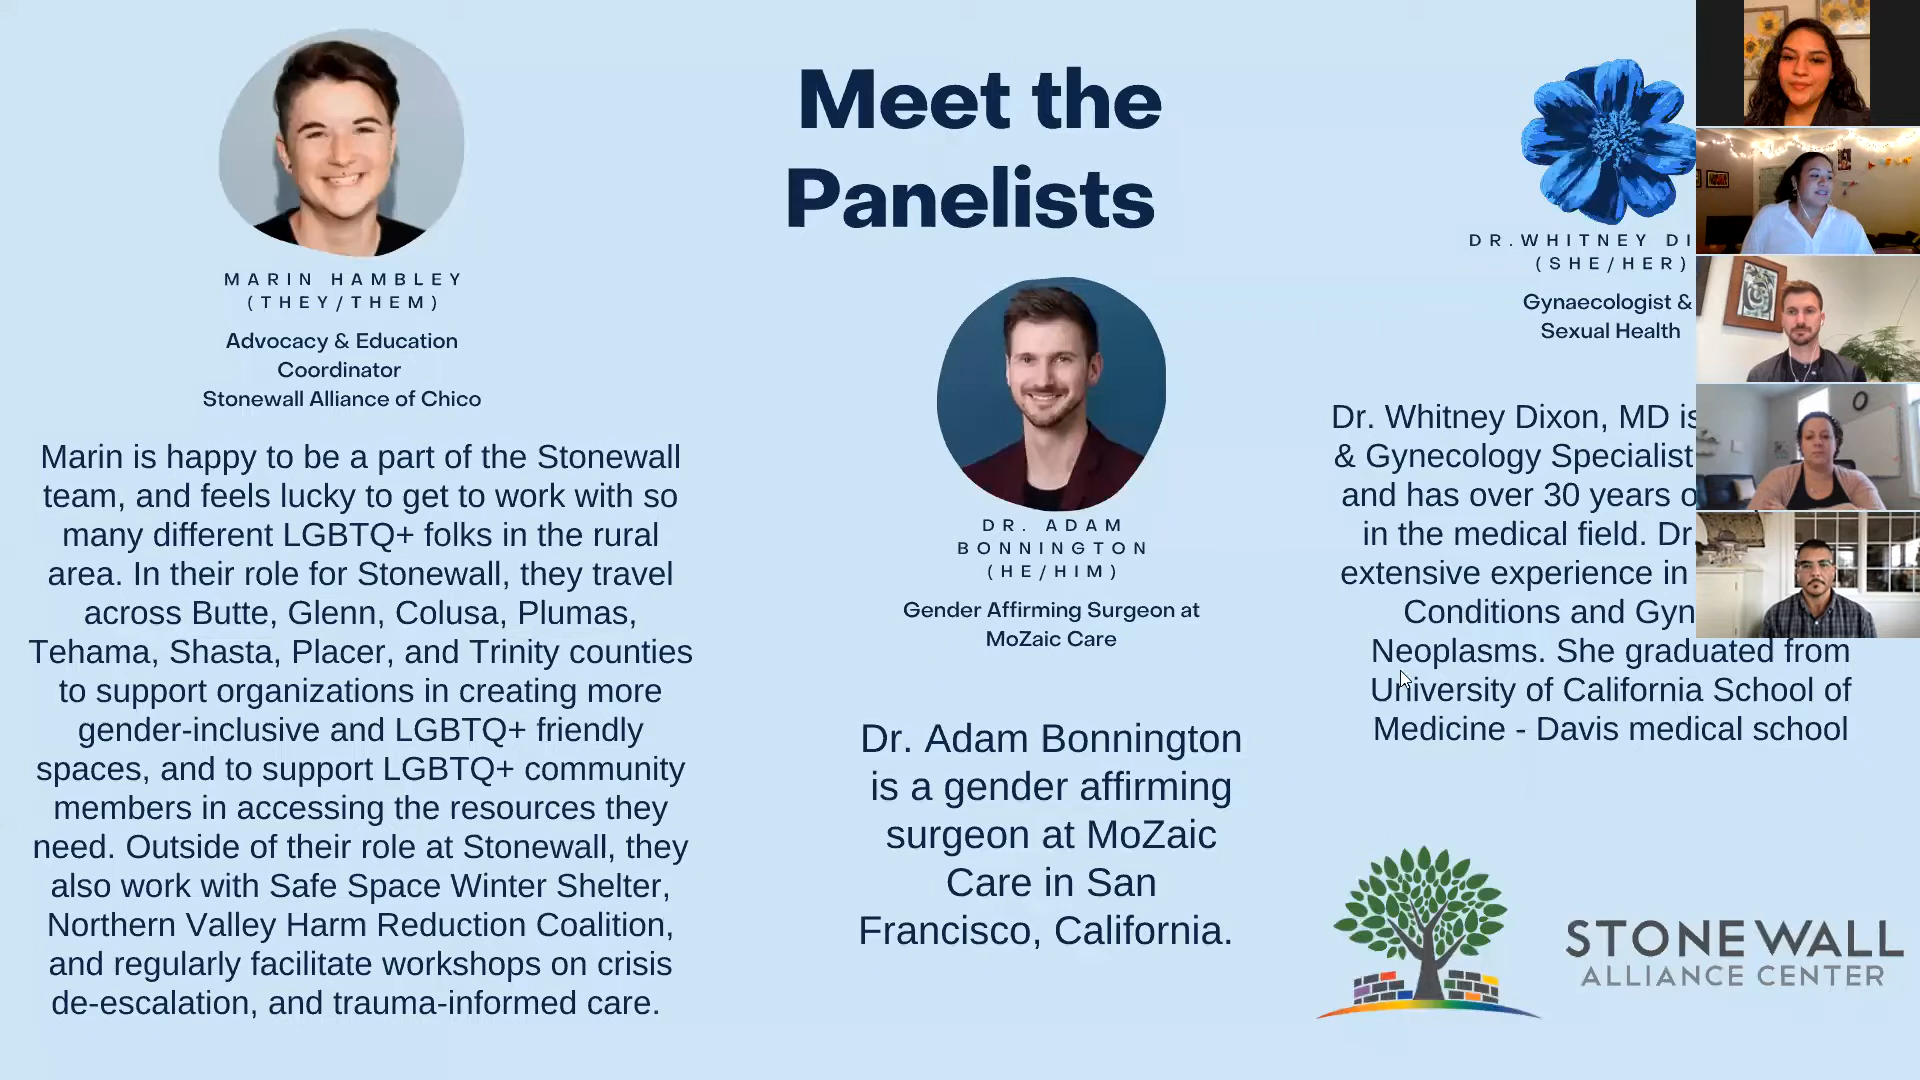 Meet the
Panelists
MARIN HAMBLEY
(THEY/THEM)
Advocacy & Education
Coordinator
Stonewall Alliance of Chico
Marin is happy to be a part of the Stonewall
team, and feels lucky to get to work with so
many different LGBTQ+ folks in the rural
area. In their role for Stonewall, they travel
across Butte, Glenn, Colusa, Plumas,
Tehama, Shasta, Placer, and Trinity counties
to support organizations in creating more
gender-inclusive and LGBTQ+ friendly
spaces, and to support LGBTQ+ community
members in accessing the resources they
need. Outside of their role at Stonewall, they
also work with Safe Space Winter Shelter,
Northern Valley Harm Reduction Coalition,
and regularly facilitate workshops on crisis
de-escalation, and trauma-informed care.
DR. ADAM
BONNINGTON
(HE/HIM)
Gender Affirming Surgeon at
MoZaic Care
Dr. Adam Bonnington
is a gender affirming
surgeon at MoZaic
Care in San
Francisco, California.
DR.WHITNEY DI
(SHE/HER)
Gynaecologist &
Sexual Health
Dr. Whitney Dixon, MD is
& Gynecology Specialist
and has over 30 years
in the medical field. Dr
extensive experience in
Conditions and Gyn
Neoplasms. She graduated from
University of California School of
Medicine - Davis medical school
STONEWALL
ALLIANCE CENTER